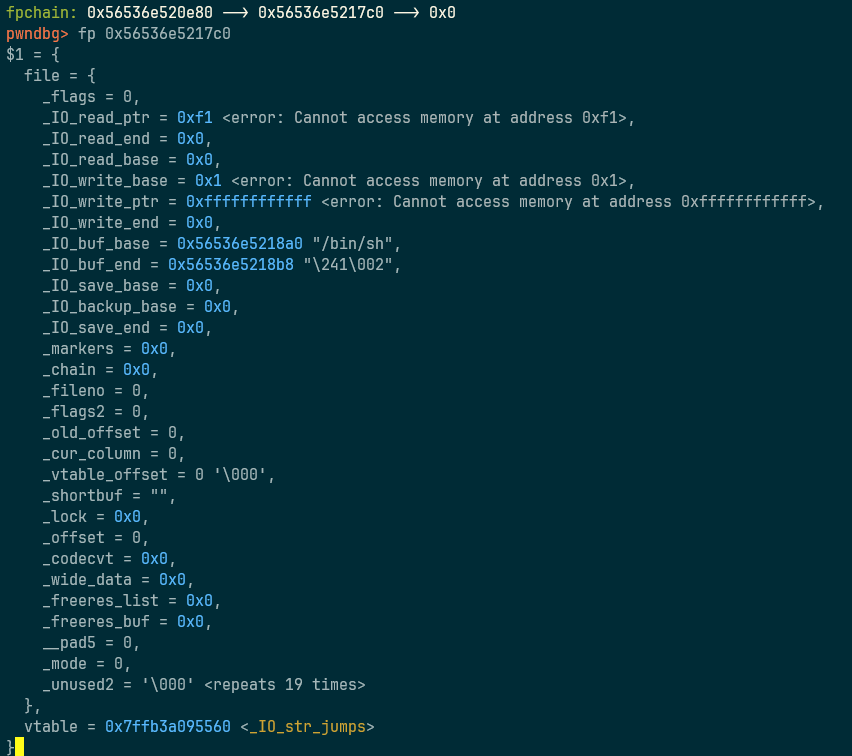 fpchain: 0x56536e520e80 —▸ 0x56536e5217c0 —▸ 0x0
pwndbg> fp 0x56536e5217c0
$1 = {
  file = {
    _flags = 0,
    _IO_read_ptr = 0xf1 <error: Cannot access memory at address 0xf1>,
    _IO_read_end = 0x0,
    _IO_read_base = 0x0,
    _IO_write_base = 0x1 <error: Cannot access memory at address 0x1>,
    _IO_write_ptr = 0xffffffffffff <error: Cannot access memory at address 0xffffffffffff>,
    _IO_write_end = 0x0,
    _IO_buf_base = 0x56536e5218a0 "/bin/sh",
    _IO_buf_end = 0x56536e5218b8 "\241\002",
    _IO_save_base = 0x0,
    _IO_backup_base = 0x0,
    _IO_save_end = 0x0,
    _markers = 0x0,
    _chain = 0x0,
    _fileno = 0,
    _flags2 = 0,
    _old_offset = 0,
    _cur_column = 0,
    _vtable_offset = 0 '\000',
    _shortbuf = "",
    _lock = 0x0,
    _offset = 0,
    _codecvt = 0x0,
    _wide_data = 0x0,
    _freeres_list = 0x0,
    _freeres_buf = 0x0,
    __pad5 = 0,
    _mode = 0,
    _unused2 = '\000' <repeats 19 times>
  },
  vtable = 0x7ffb3a095560 <_IO_str_jumps>
}